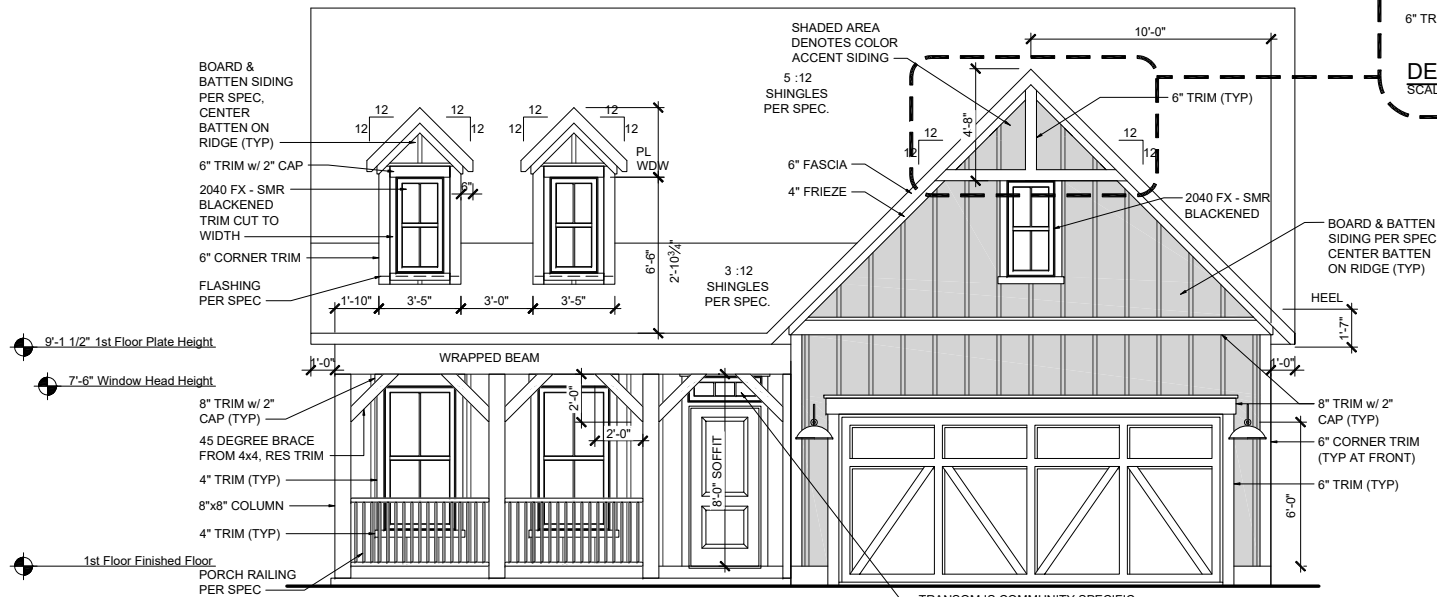 6" TR
DE
SCAL
SHADED AREA
DENOTES COLOR
ACCENT SIDING
10'-0"
BOARD &
BATTEN SIDING
PER SPEC,
CENTER
BATTEN ON
RIDGE (TYP)
5 :12
SHINGLES
PER SPEC.
6" TRIM (TYP)
4'-8"
12
12
12
12
12
12
12
12
12
12
12
12
PL
WDW
6" TRIM w/ 2" CAP
6" FASCIA
2040 FX - SMR
BLACKENED
TRIM CUT TO
WIDTH
6"
4" FRIEZE
2040 FX - SMR
BLACKENED
BOARD & BATTEN
SIDING PER SPEC
CENTER BATTEN
ON RIDGE (TYP)
6" CORNER TRIM
6'-6"
2'-10¾"
3 :12
SHINGLES
PER SPEC.
FLASHING
PER SPEC
1'-10"
3'-5"
3'-0"
3'-5"
HEEL
1'-7"
9'-1 1/2" 1st Floor Plate Height
1'-0"
WRAPPED BEAM
1'-0"
7'-6" Window Head Height
8" TRIM w/ 2"
CAP (TYP)
2'-0"
2'-0"
8" TRIM w/ 2"
CAP (TYP)
45 DEGREE BRACE
FROM 4x4, RES TRIM
6" CORNER TRIM
(TYP AT FRONT)
4" TRIM (TYP)
8'-0" SOFFIT
6" TRIM (TYP)
8"x8" COLUMN
6'-0"
4" TRIM (TYP)
1st Floor Finished Floor
PORCH RAILING
PER SPEC
TRANSOM IS COMMUNITY SPECIFIC